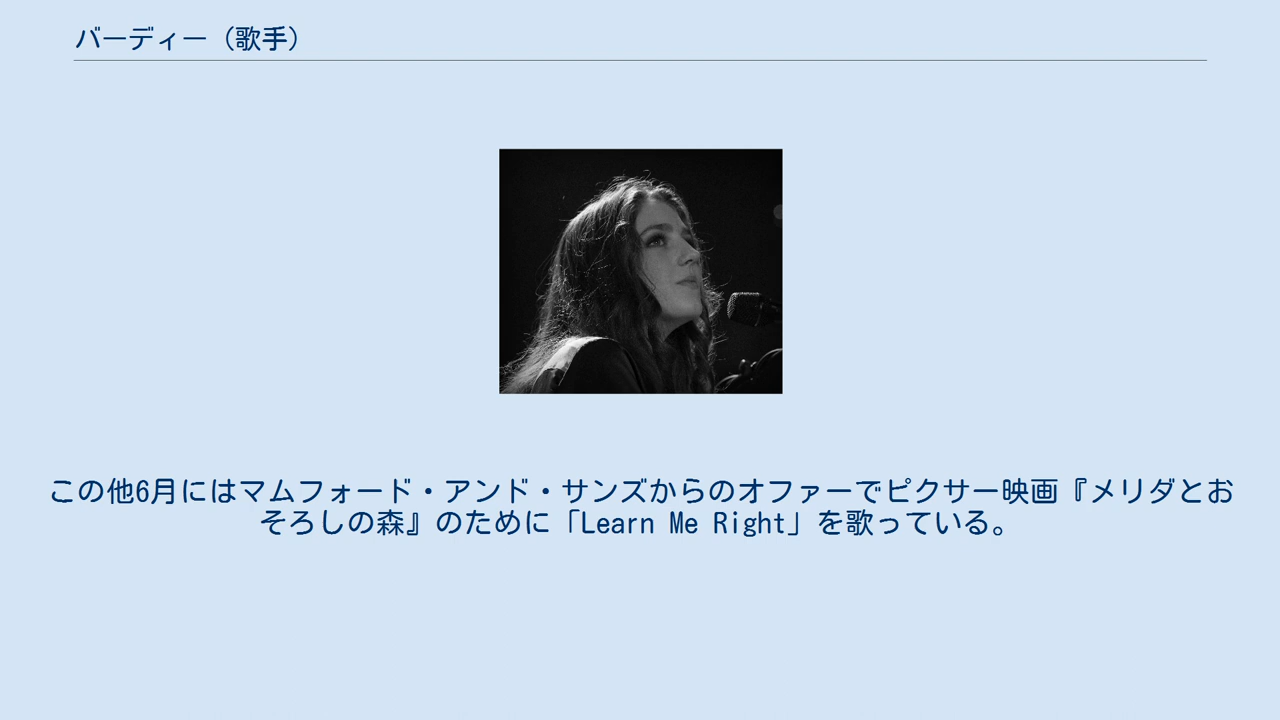 バーディー（歌手）
この他6月にはマムフォード・アンド・サンズからのオファーでピクサー映画『メリダとお
そろしの森』のために「Learn Me Right」を歌っている。